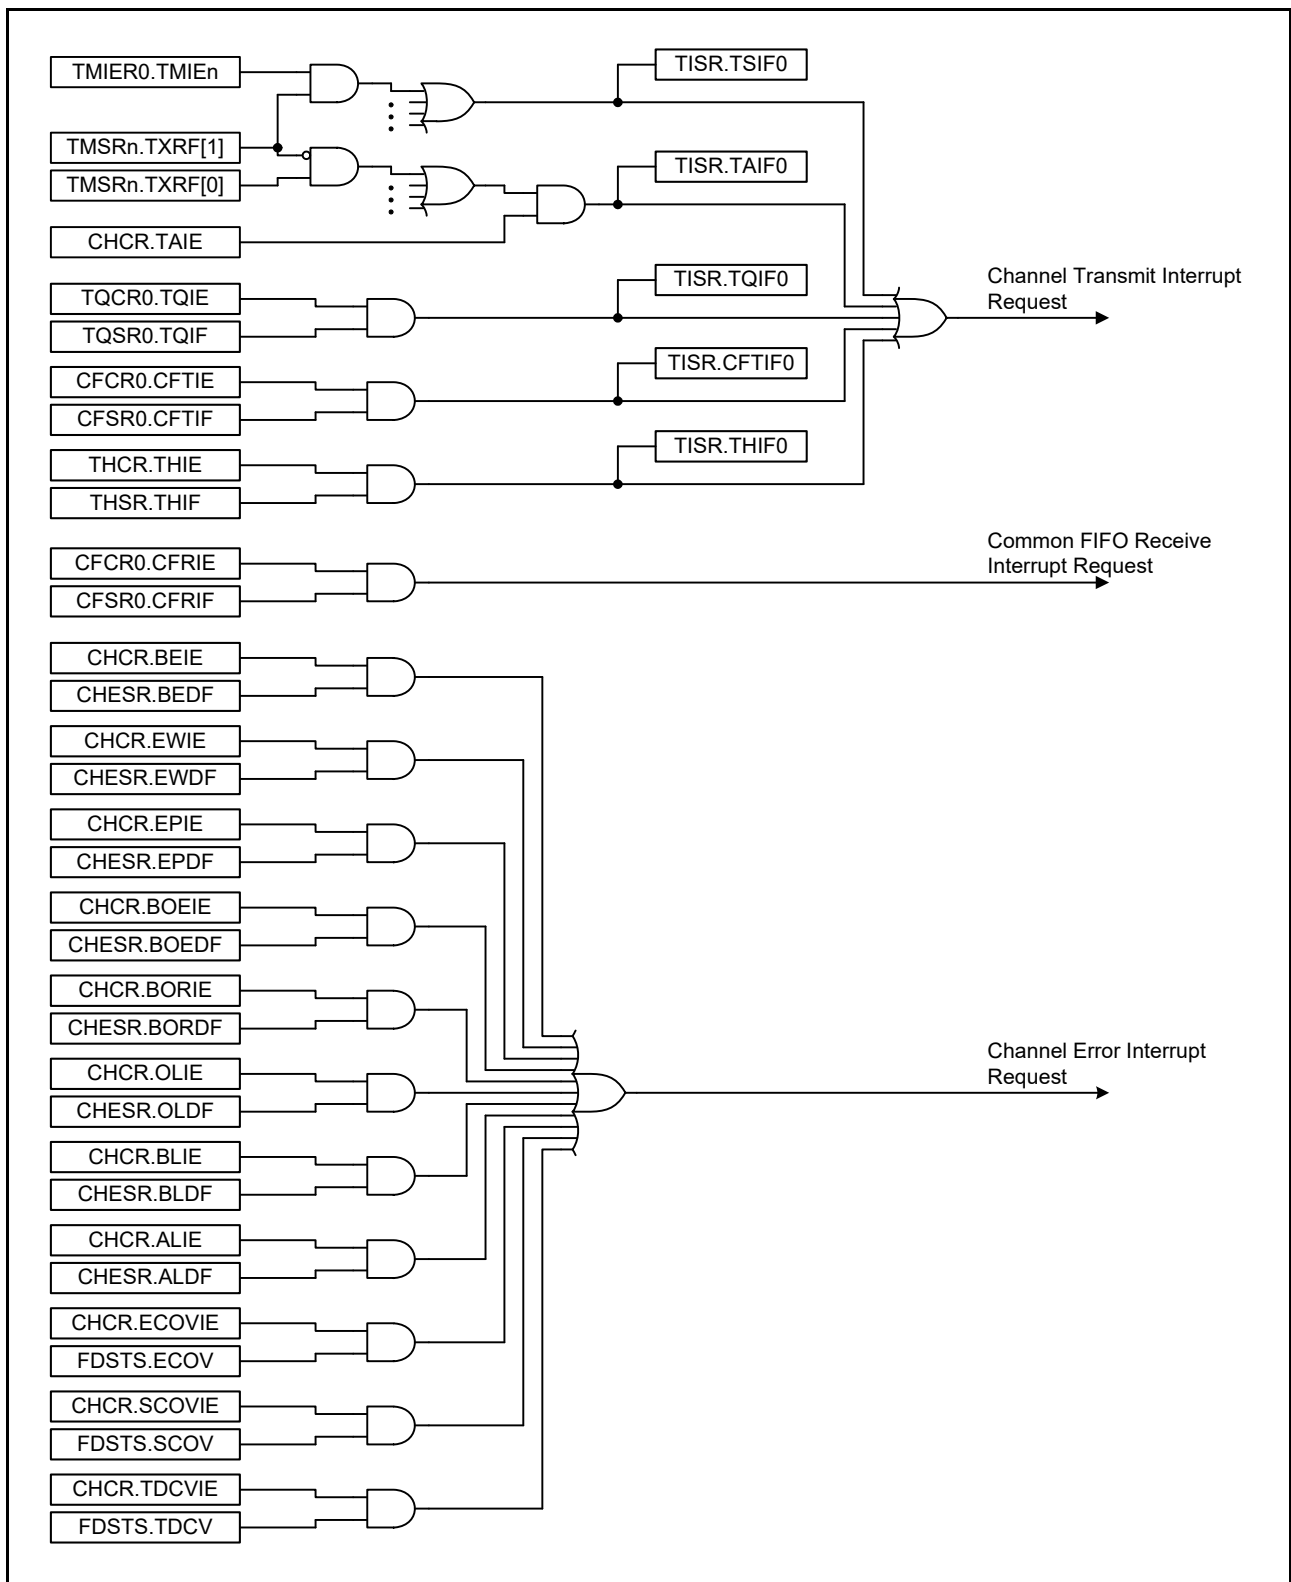 TMIER0.TMIEn
TISR.TSIF0
TMSRn.TXRF[1]
TMSRn.TXRF[0]
TISR.TAIF0
CHCR.TAIE
TQCR0.TQIE
TISR.TQIF0
Channel Transmit Interrupt
Request
TQSR0.TQIF
CFCR0.CFTIE
TISR.CFTIF0
CFSR0.CFTIF
THCR.THIE
TISR.THIF0
THSR.THIF
CFCR0.CFRIE
Common FIFO Receive
Interrupt Request
CFSR0.CFRIF
CHCR.BEIE
CHESR.BEDF
CHCR.EWIE
CHESR.EWDF
CHCR.EPIE
CHESR.EPDF
CHCR.BOEIE
CHESR.BOEDF
CHCR.BORIE
CHESR.BORDF
CHCR.OLIE
Channel Error Interrupt
Request
CHESR.OLDF
CHCR.BLIE
CHESR.BLDF
CHCR.ALIE
CHESR.ALDF
CHCR.ECOVIE
FDSTS.ECOV
CHCR.SCOVIE
FDSTS.SCOV
CHCR.TDCVIE
FDSTS.TDCV